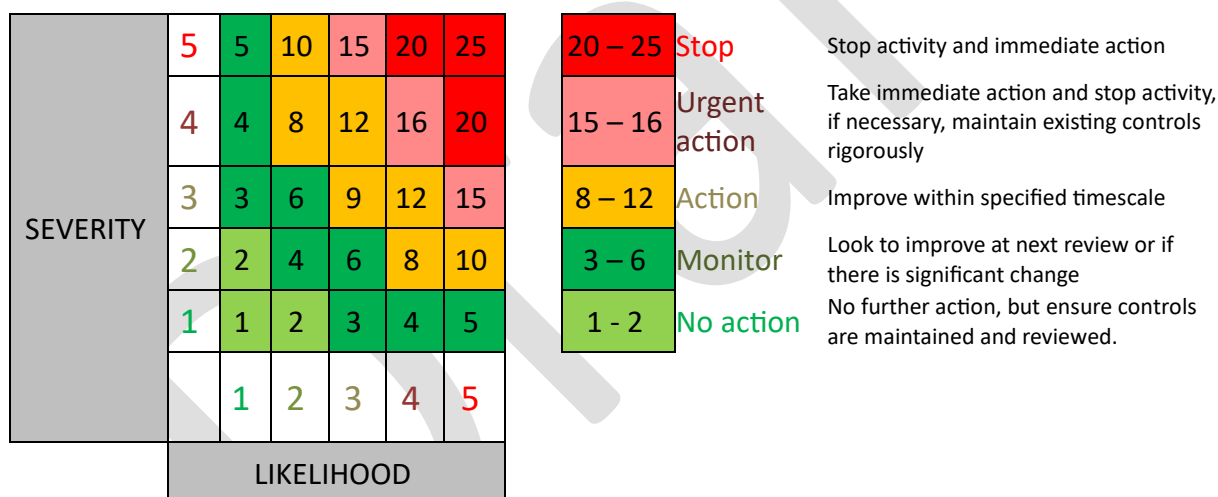 5 5 10 15 20 25 20 – 25 Stop Stop activity and immediate action
4 4 8 12 16 20 15 – 16 Urgent action Take immediate action and stop activity,
if necessary, maintain existing controls
rigorously
3 3 6 9 12 15 8 – 12 Action Improve within specified timescale
SEVERITY
2 2 4 6 8 10 3 – 6 Monitor Look to improve at next review or if
there is significant change
1 1 2 3 4 5 1 - 2 No action No further action, but ensure controls
are maintained and reviewed.
1 2 3 4 5
LIKELIHOOD